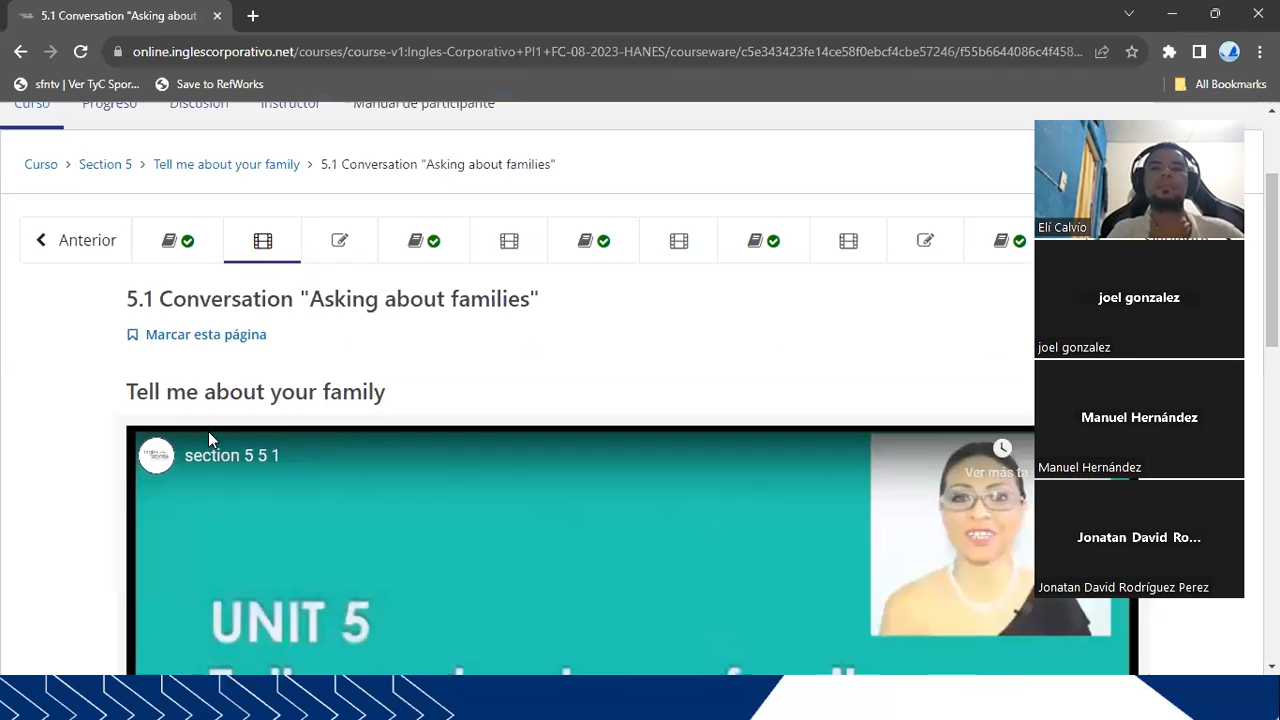 5.1 Conversation "Asking about
online.inglescorporativo.net/courses/course-v1:Ingles-Corporativo+PI1+FC-08-2023-HANES/courseware/c5e343423fe14ce58f0ebcf4cbe57246/f55b6644086c4f458...
sfntv | Ver TyC Spor...
Save to RefWorks
All Bookmarks
Curso
Progreso
Discusión
Instructor
Manual de participante
Curso > Section 5 > Tell me about your family > 5.1 Conversation "Asking about families"
Anterior
5.1 Conversation "Asking about families"
Marcar esta página
Tell me about your family
section 5 5 1
Ver más ta
UNIT 5
Elí Calvio
joel gonzalez
joel gonzalez
Manuel Hernández
Manuel Hernández
Jonatan David Ro...
Jonatan David Rodríguez Perez